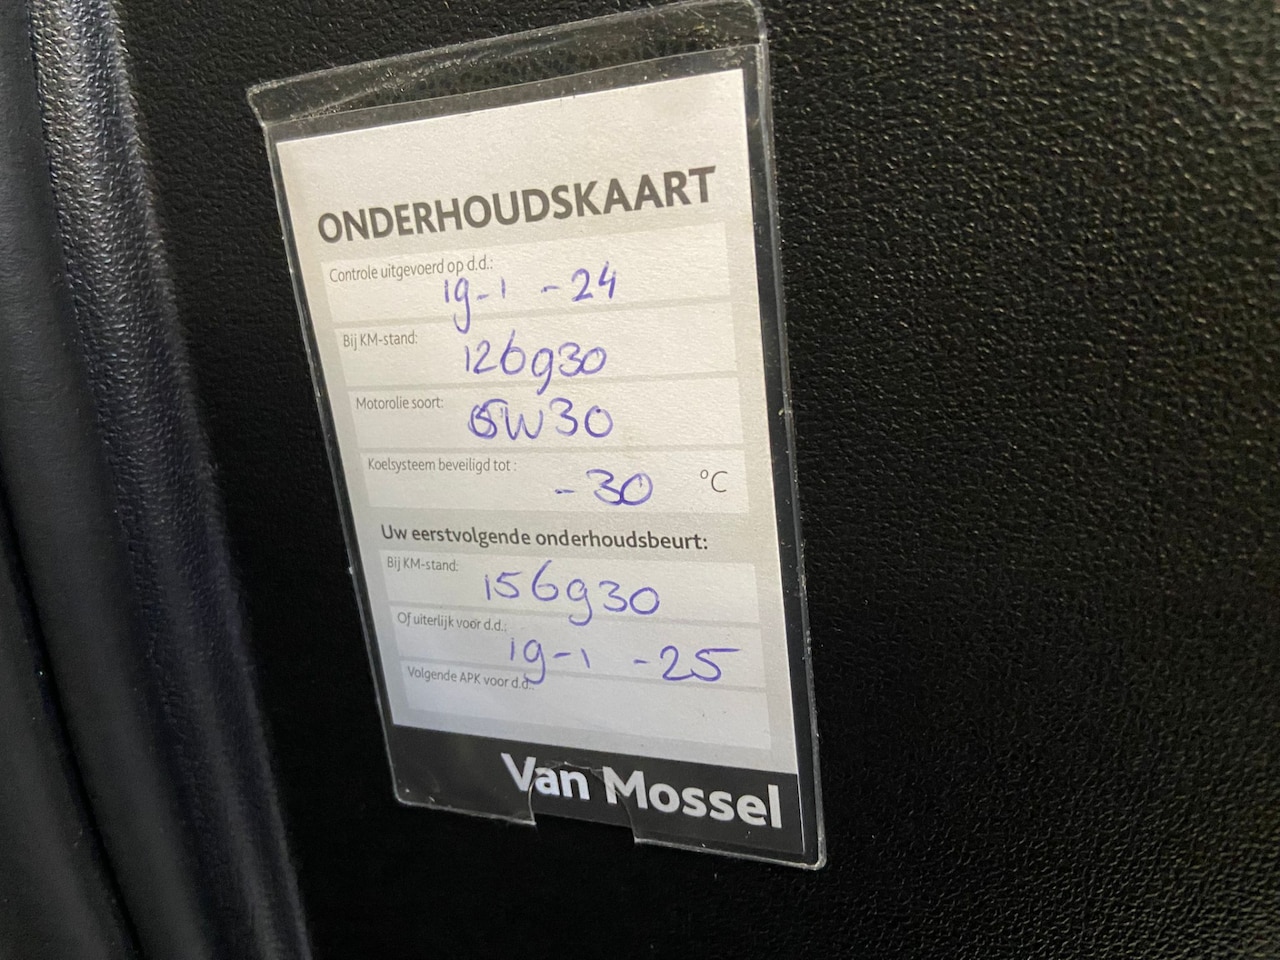 ONDERHOUDSKAART
Controle uitgevoerd op d.d.:
19-1 -24
Bij KM-stand:
126930
Motorolie soort:
5W30
Koelsysteem beveiligd tot :
-30 °C
Uw eerstvolgende onderhoudsbeurt:
Bij KM-stand:
156930
Of uiterlijk voor d.d.:
19-1 -25
Volgende APK voor d.d.:
Van Mossel